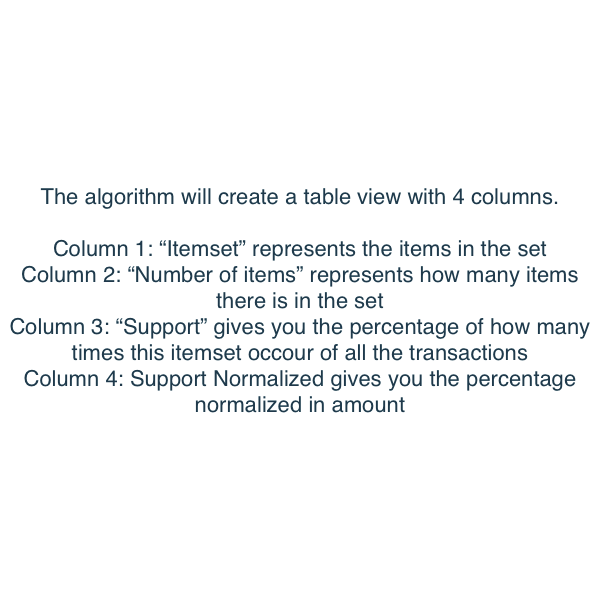 The algorithm will create a table view with 4 columns.
Column 1: “Itemset” represents the items in the set
Column 2: “Number of items” represents how many items
there is in the set
Column 3: “Support” gives you the percentage of how many
times this itemset occour of all the transactions
Column 4: Support Normalized gives you the percentage
normalized in amount